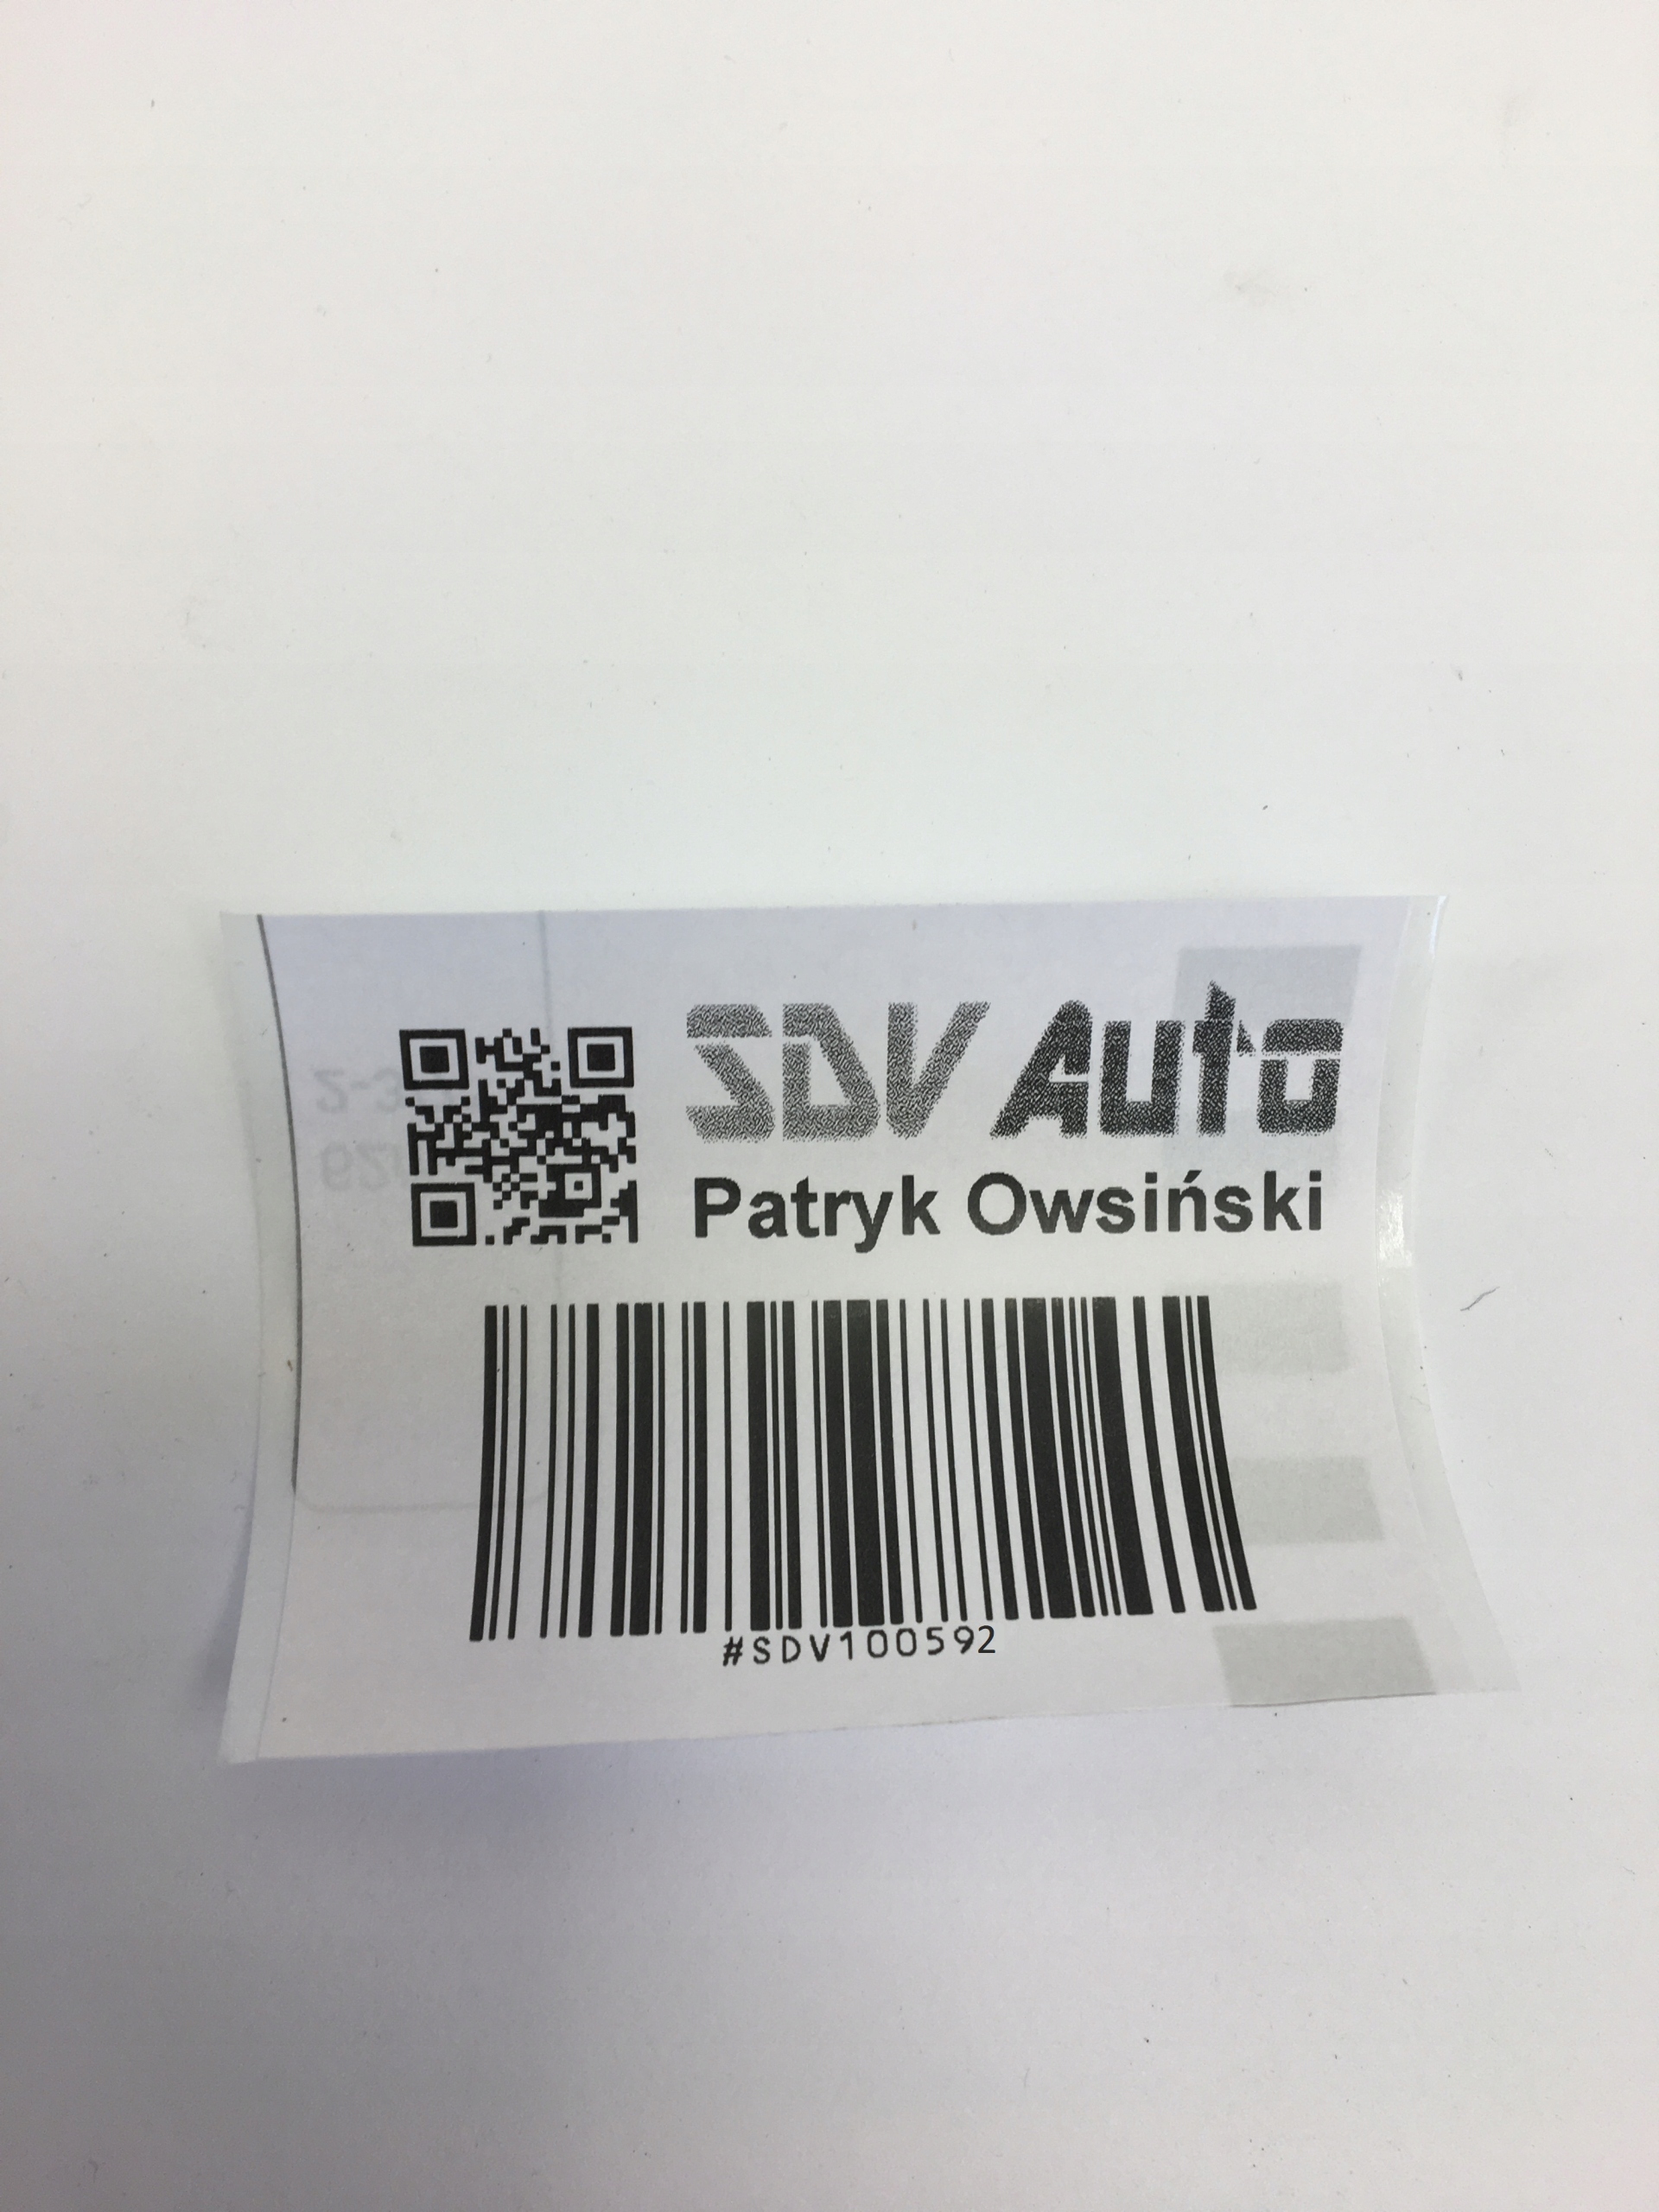 SDV Auto
Patryk Owsiński
#SDV100592